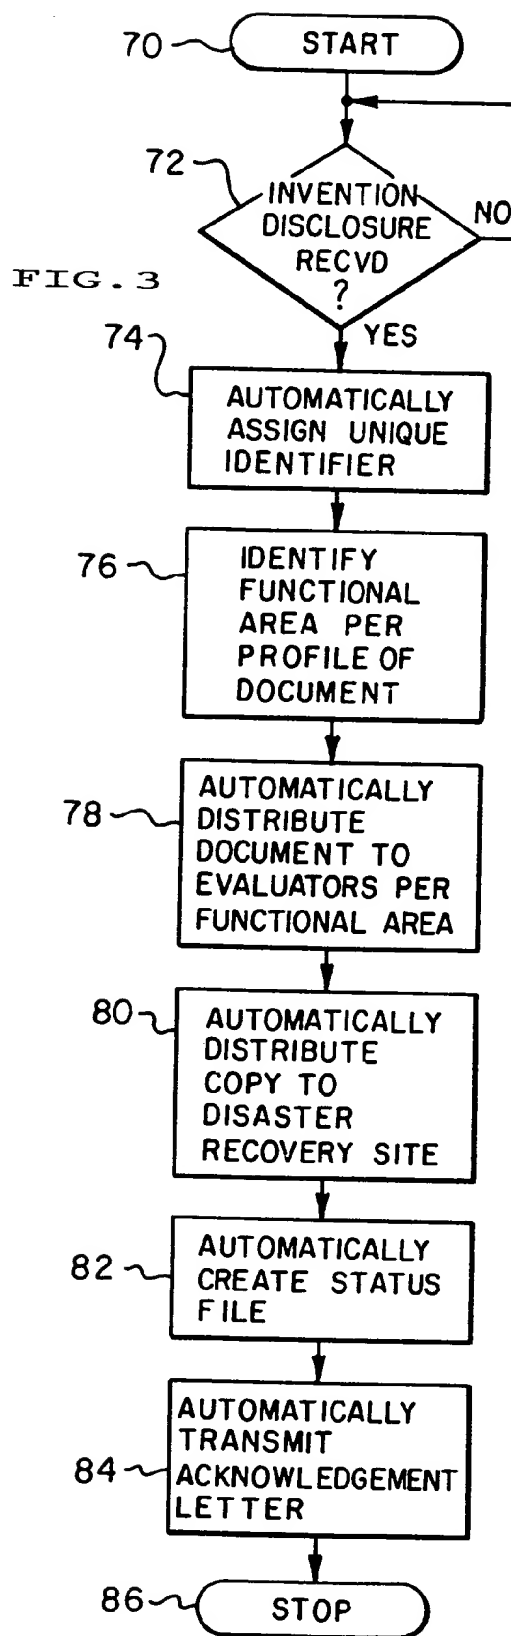 70
START
72
INVENTION
DISCLOSURE
RECVD
?
NO
FIG.3
YES
74
AUTOMATICALLY
ASSIGN UNIQUE
IDENTIFIER
76
IDENTIFY
FUNCTIONAL
AREA PER
PROFILE OF
DOCUMENT
78
AUTOMATICALLY
DISTRIBUTE
DOCUMENT TO
EVALUATORS PER
FUNCTIONAL AREA
80
AUTOMATICALLY
DISTRIBUTE
COPY TO
DISASTER
RECOVERY SITE
82
AUTOMATICALLY
CREATE STATUS
FILE
84
AUTOMATICALLY
TRANSMIT
ACKNOWLEDGEMENT
LETTER
86
STOP